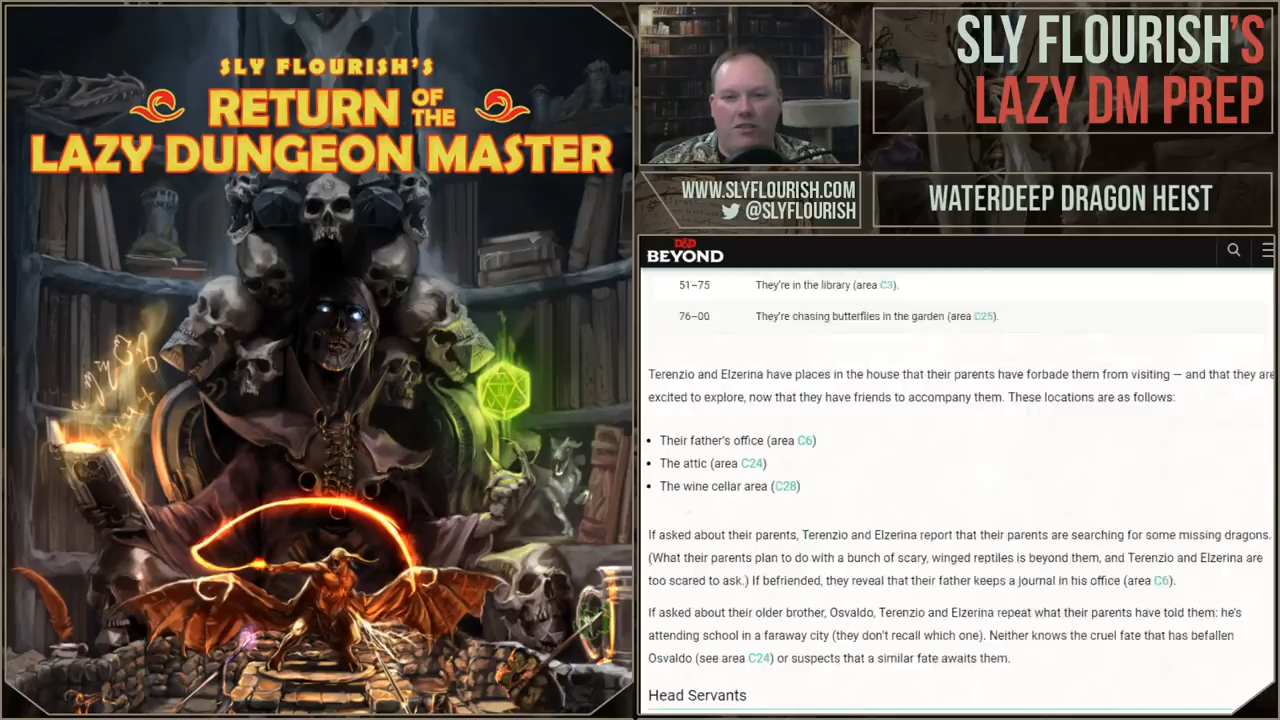 SLY FLOURISH'S
RETURN OF THE
LAZY DUNGEON MASTER
SLY FLOURISH'S
LAZY DM PREP
WWW.SLYFLOURISH.COM
@SLYFLOURISH
WATERDEEP DRAGON HEIST
D&D
BEYOND
51–75 They're in the library (area C3).
76–00 They're chasing butterflies in the garden (area C25).
Terenzio and Elzerina have places in the house that their parents have forbade them from visiting — and that they are
excited to explore, now that they have friends to accompany them. These locations are as follows:
• Their father's office (area C6)
• The attic (area C24)
• The wine cellar area (C28)
If asked about their parents, Terenzio and Elzerina report that their parents are searching for some missing dragons.
(What their parents plan to do with a bunch of scary, winged reptiles is beyond them, and Terenzio and Elzerina are
too scared to ask.) If befriended, they reveal that their father keeps a journal in his office (area C6).
If asked about their older brother, Osvaldo, Terenzio and Elzerina repeat what their parents have told them: he's
attending school in a faraway city (they don't recall which one). Neither knows the cruel fate that has befallen
Osvaldo (see area C24) or suspects that a similar fate awaits them.
Head Servants